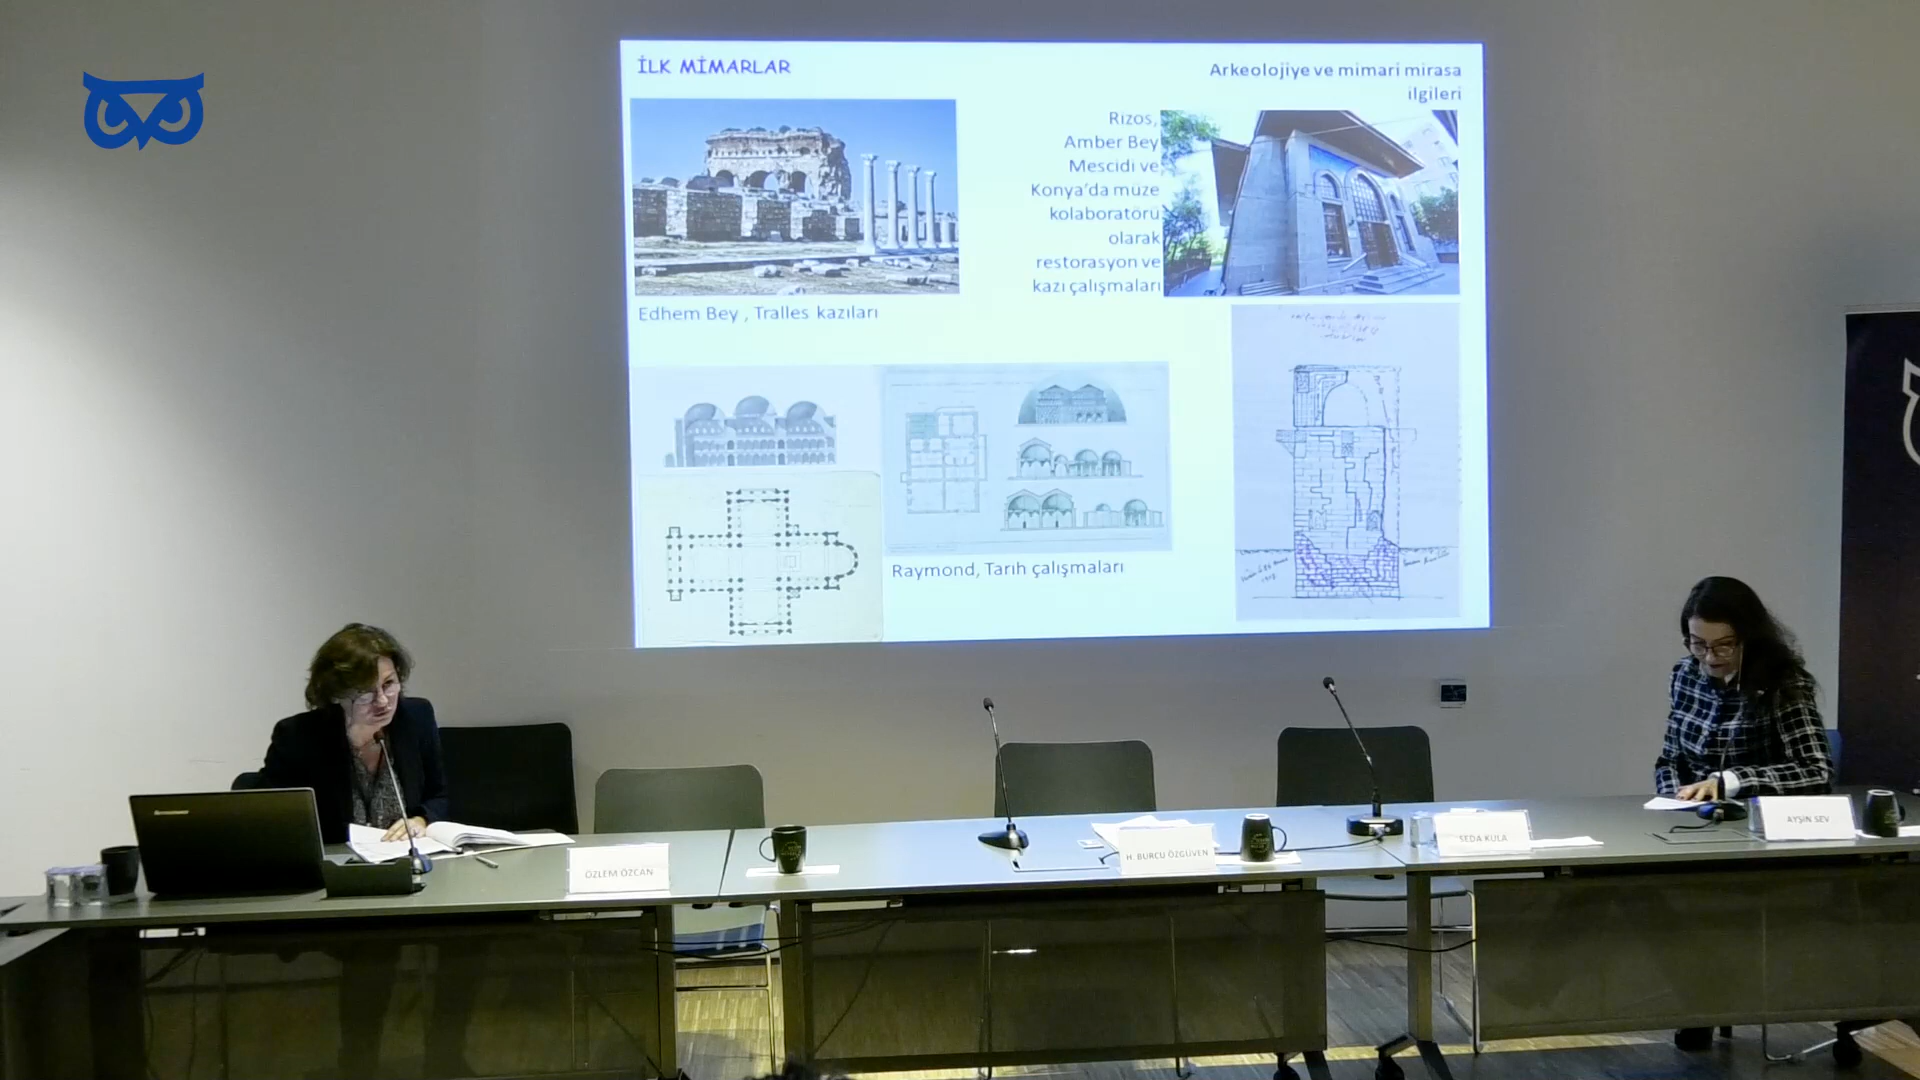 İLK MİMARLAR
Arkeolojiye ve mimari mirasa
ilgileri
Rizos,
Amber Bey
Mescidi ve
Konya'da müze
kolaboratörü
olarak
restorasyon ve
kazı çalışmaları
Edhem Bey , Tralles kazıları
Raymond, Tarih çalışmaları
ÖZLEM ÖZCAN
H. BURCU ÖZGÜVEN
SEDA KULA
AYŞİN SEV